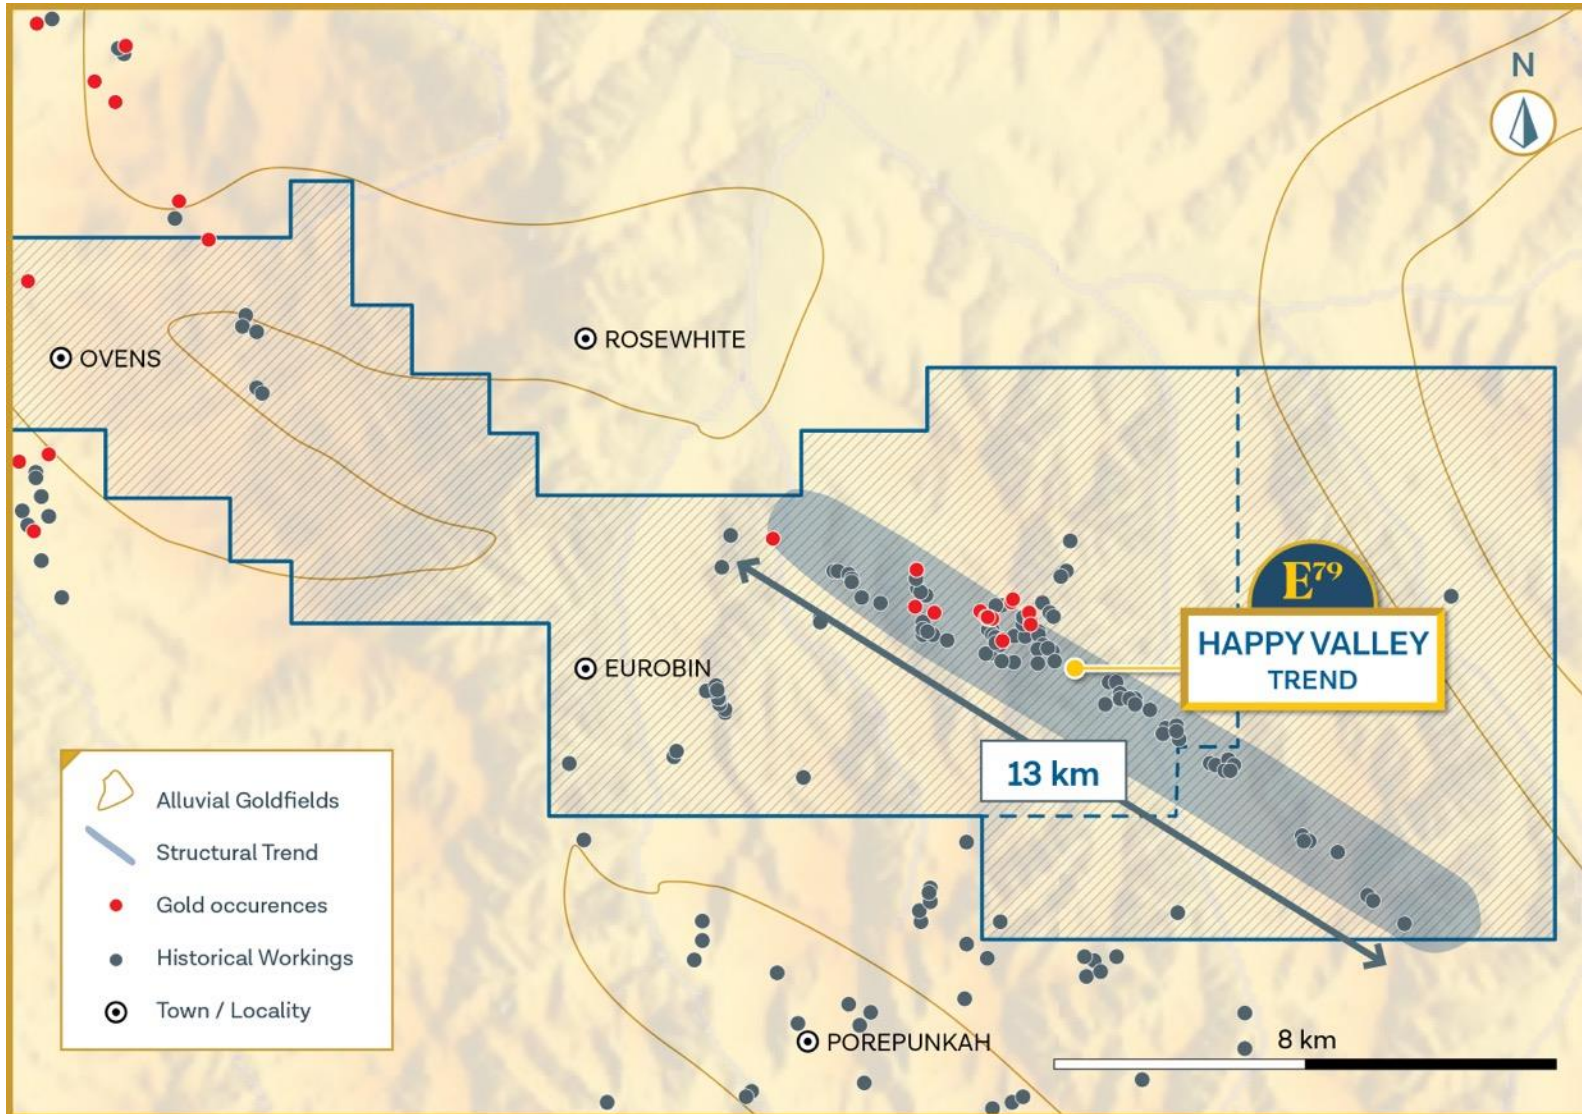 N
OVENS
ROSEWHITE
E79
HAPPY VALLEY
TREND
EUROBIN
13 km
Alluvial Goldfields
Structural Trend
Gold occurences
Historical Workings
Town / Locality
POREPUNKAH
8 km